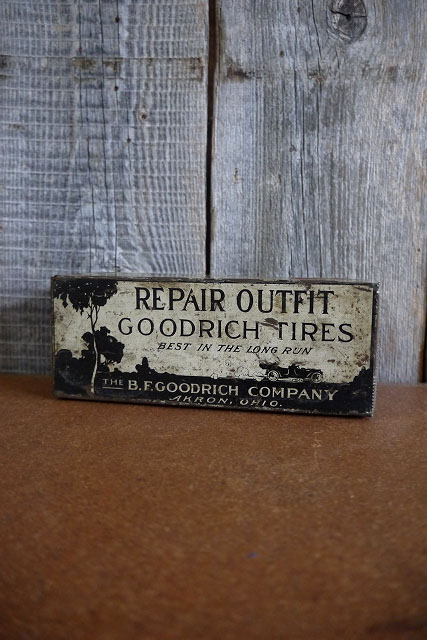 REPAIR OUTFIT
GOODRICH TIRES
BEST IN THE LONG RUN
THE B.F. GOODRICH COMPANY
AKRON, OHIO.